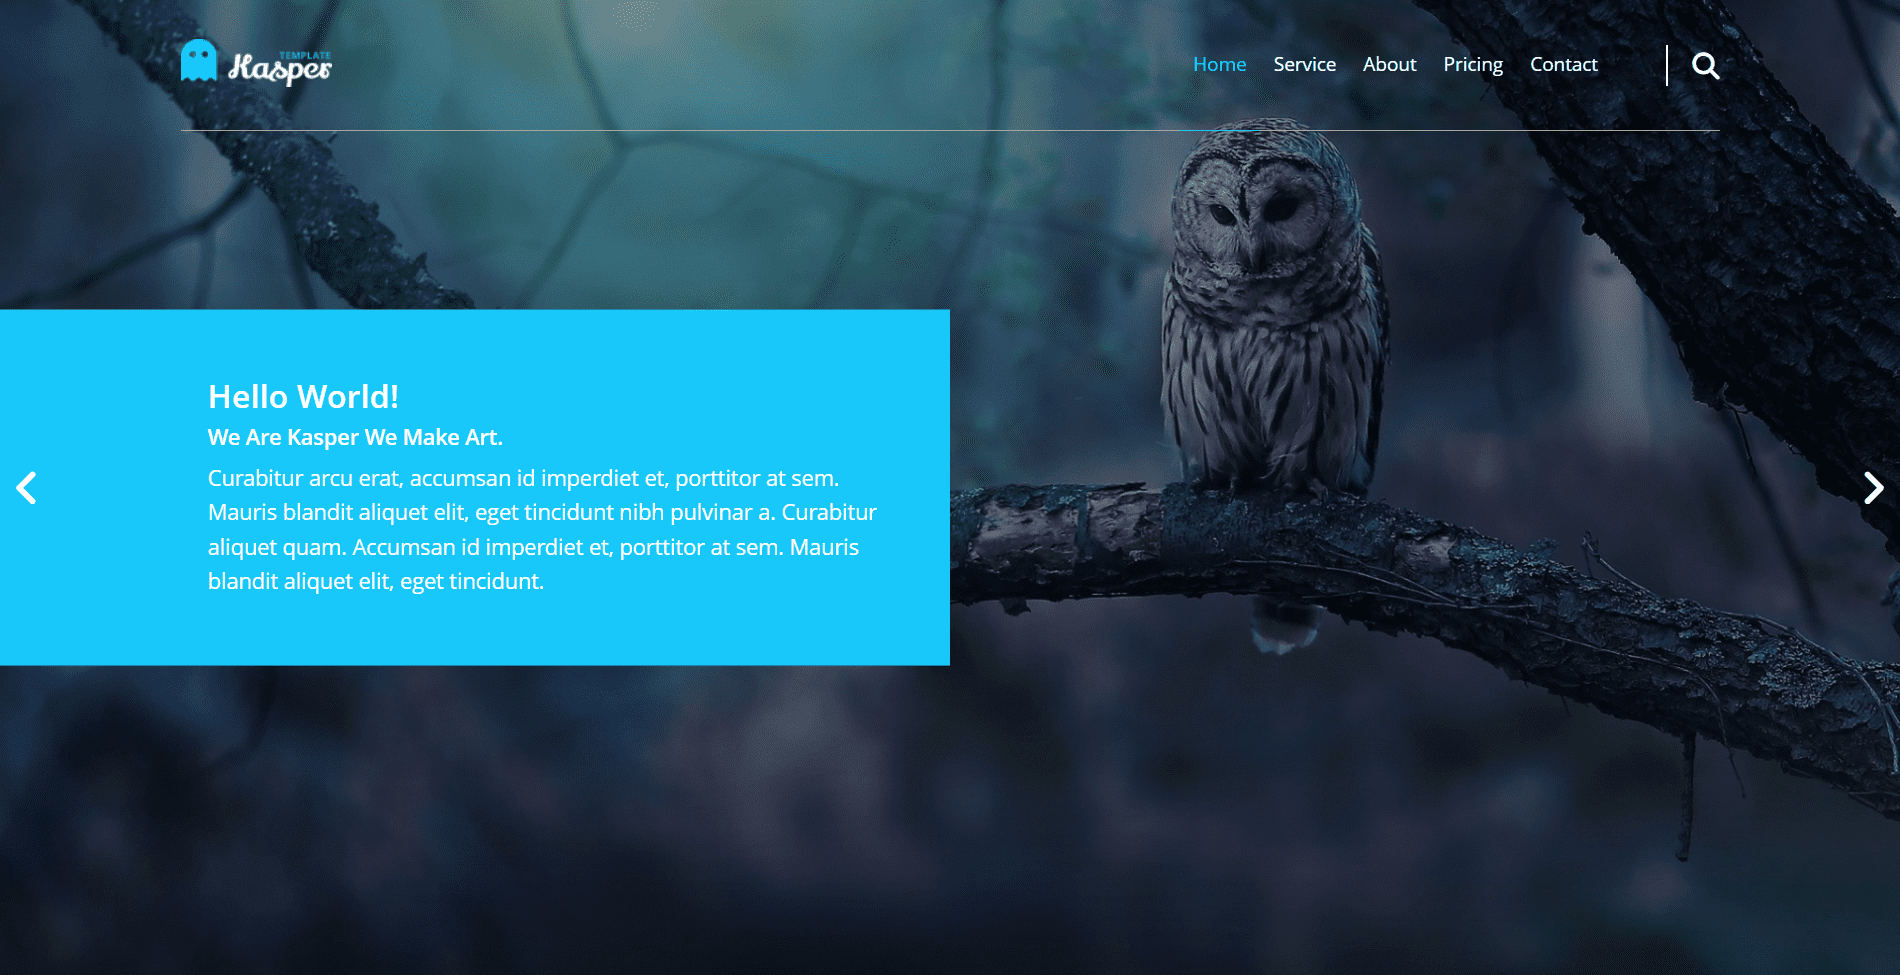 TEMPLATE
Kasper
Home Service About Pricing Contact
Hello World!
We Are Kasper We Make Art.
Curabitur arcu erat, accumsan id imperdiet et, porttitor at sem.
Mauris blandit aliquet elit, eget tincidunt nibh pulvinar a. Curabitur
aliquet quam. Accumsan id imperdiet et, porttitor at sem. Mauris
blandit aliquet elit, eget tincidunt.